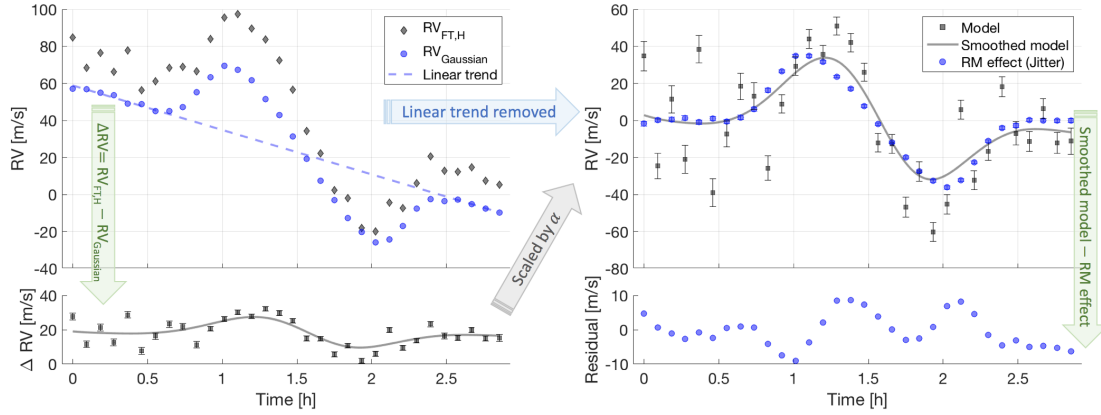 100
80
60
40
20
0
-20
-40
RV [m/s]
RV_FT,H
RV_Gaussian
Linear trend
ΔRV= RV_FT,H − RV_Gaussian
Linear trend removed
Scaled by α
40
20
0
Δ RV [m/s]
0
0.5
1
1.5
2
2.5
Time [h]
60
40
20
0
-20
-40
-60
-80
RV [m/s]
Model
Smoothed model
RM effect (Jitter)
Smoothed model − RM effect
10
0
-10
Residual [m/s]
0
0.5
1
1.5
2
2.5
Time [h]